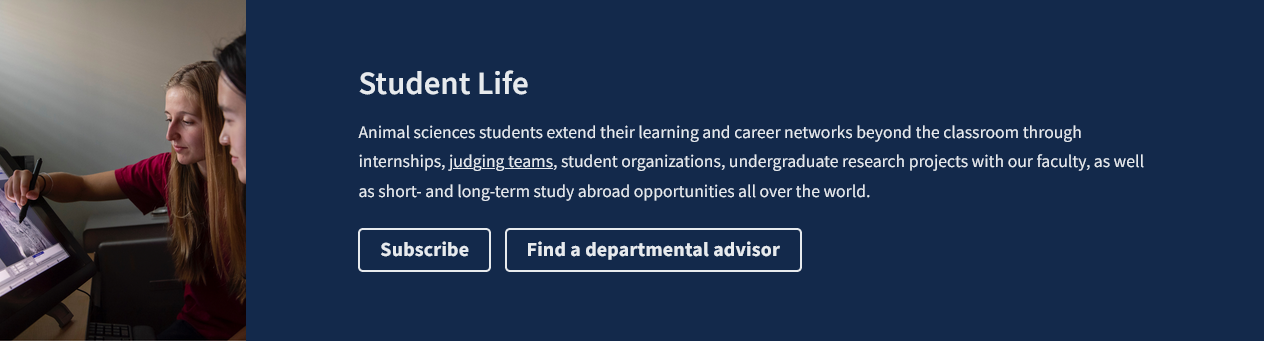 Student Life
Animal sciences students extend their learning and career networks beyond the classroom through
internships, judging teams, student organizations, undergraduate research projects with our faculty, as well
as short- and long-term study abroad opportunities all over the world.
Subscribe
Find a departmental advisor